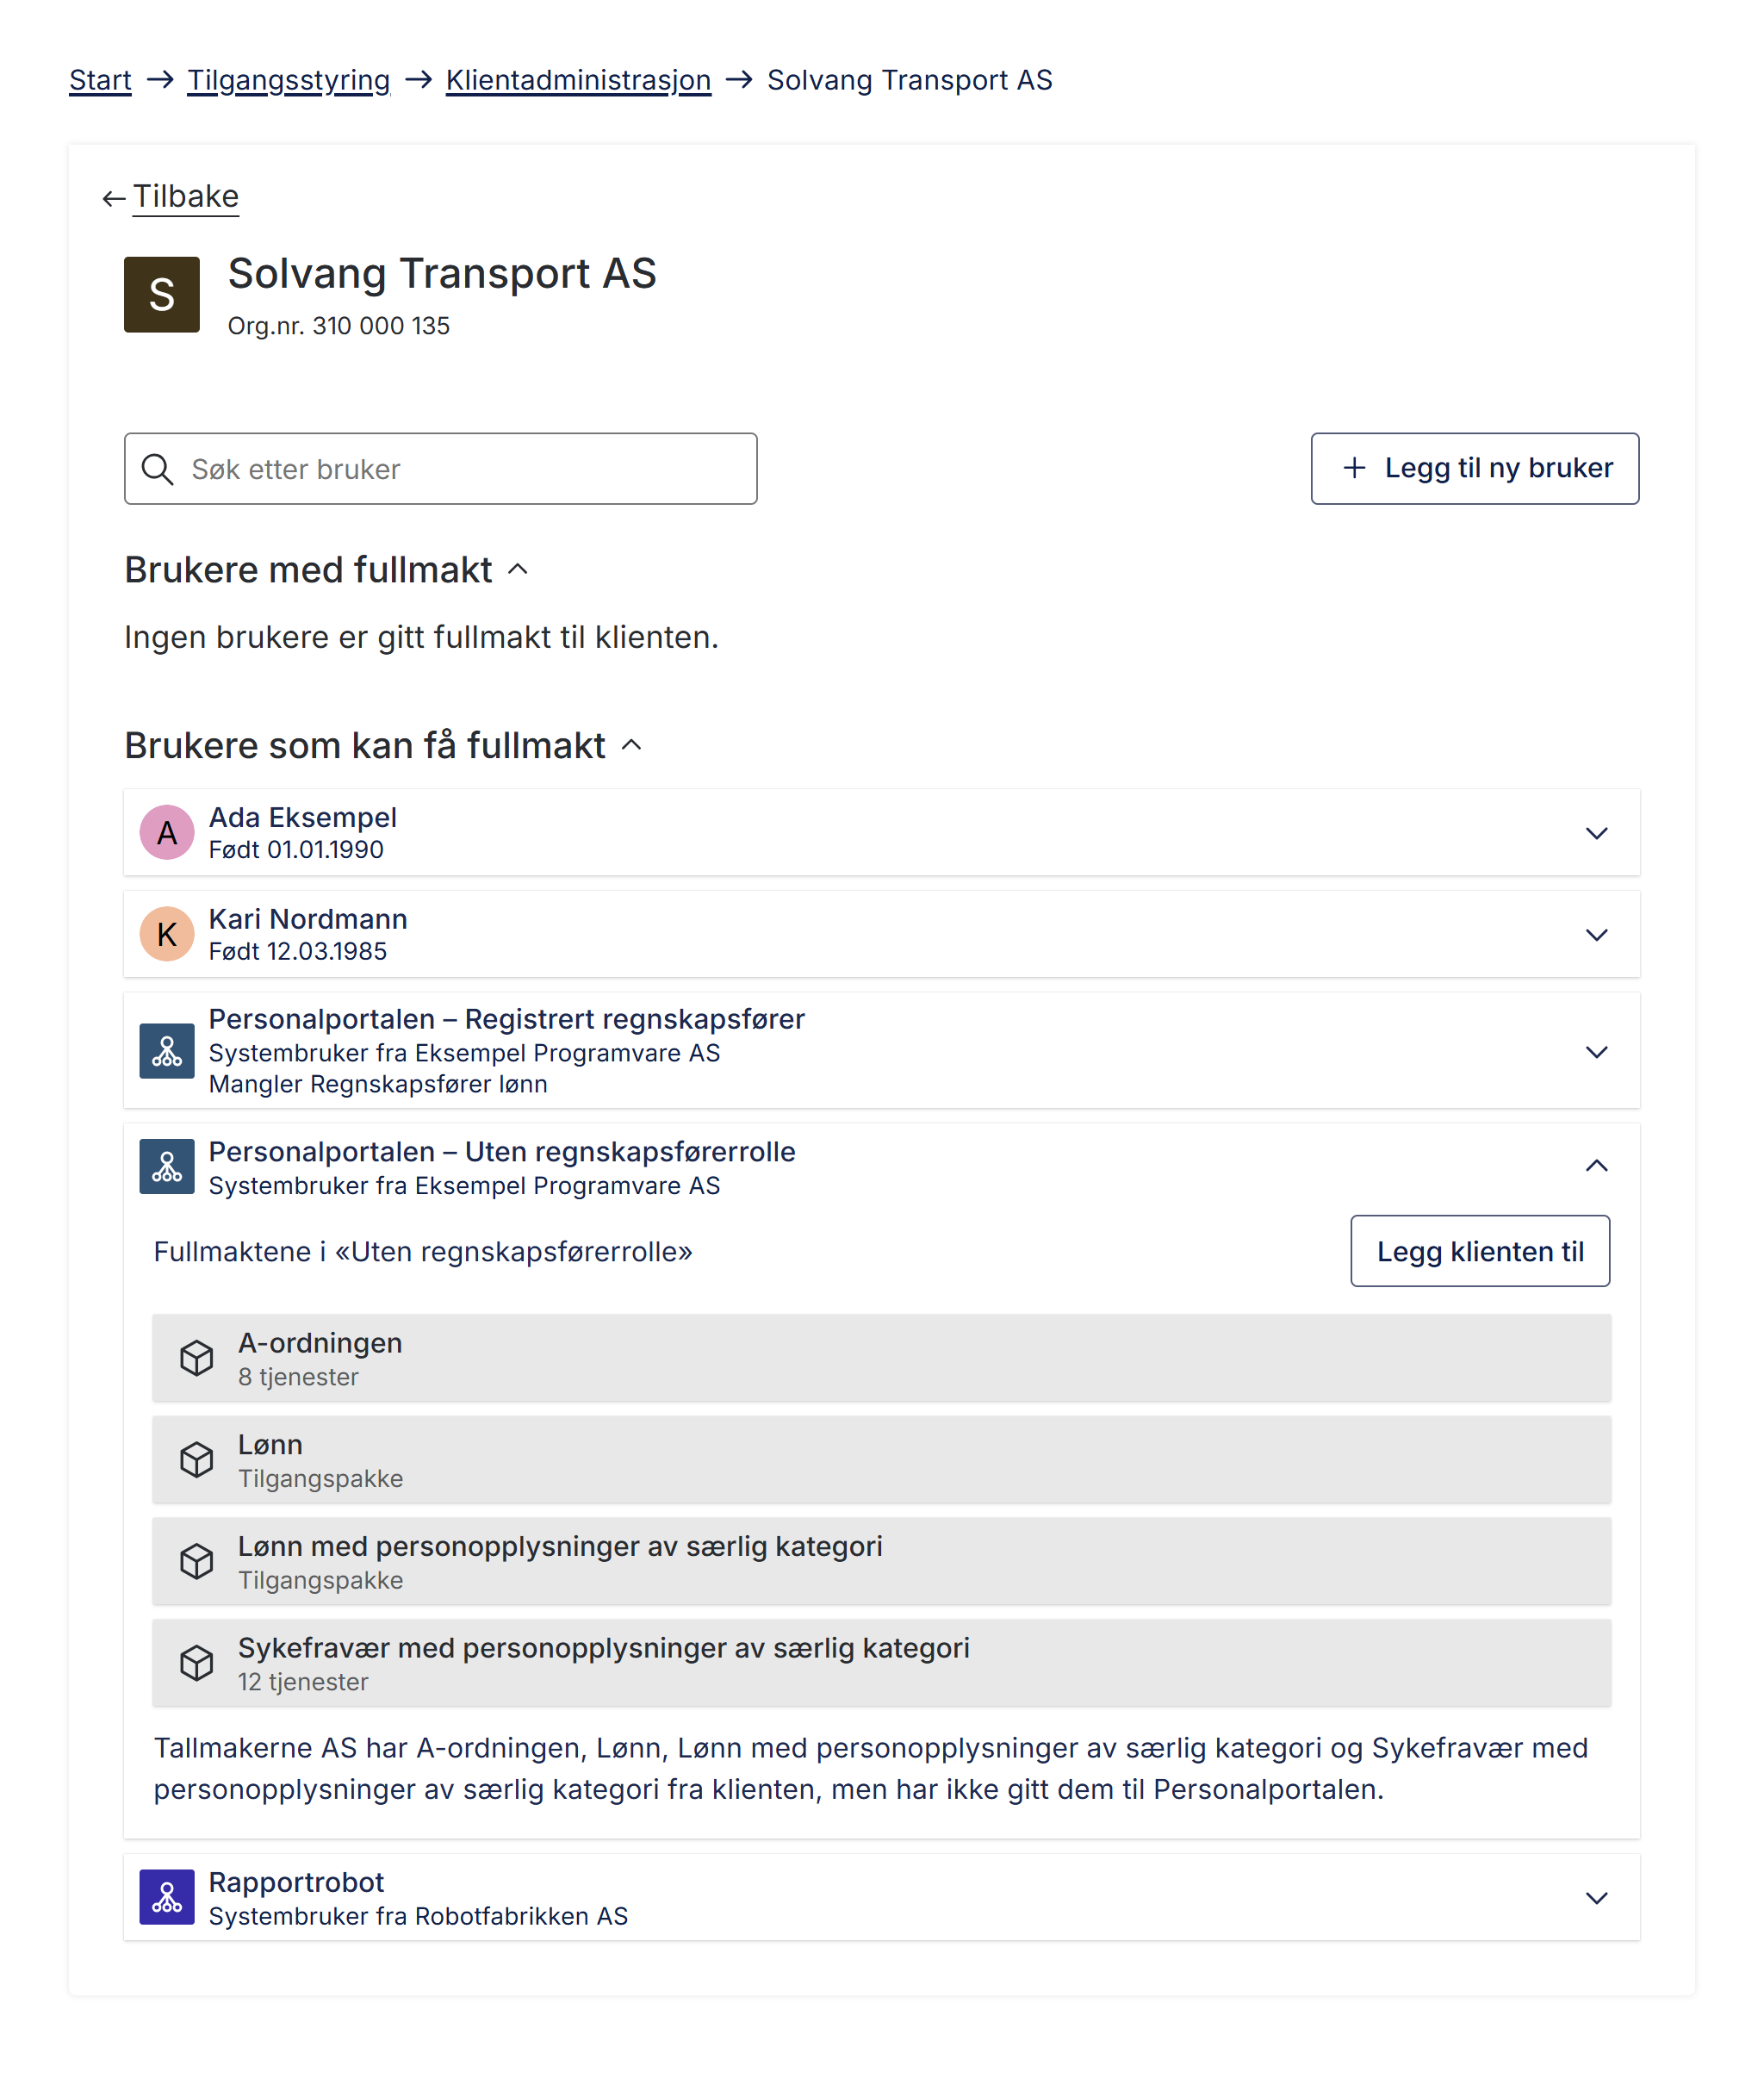 Start → Tilgangsstyring → Klientadministrasjon → Solvang Transport AS
← Tilbake
S
Solvang Transport AS
Org.nr. 310 000 135
Søk etter bruker
+ Legg til ny bruker
Brukere med fullmakt
Ingen brukere er gitt fullmakt til klienten.
Brukere som kan få fullmakt
A
Ada Eksempel
Født 01.01.1990
K
Kari Nordmann
Født 12.03.1985
Personalportalen – Registrert regnskapsfører
Systembruker fra Eksempel Programvare AS
Mangler Regnskapsfører lønn
Personalportalen – Uten regnskapsførerrolle
Systembruker fra Eksempel Programvare AS
Fullmaktene i «Uten regnskapsførerrolle»
Legg klienten til
A-ordningen
8 tjenester
Lønn
Tilgangspakke
Lønn med personopplysninger av særlig kategori
Tilgangspakke
Sykefravær med personopplysninger av særlig kategori
12 tjenester
Tallmakerne AS har A-ordningen, Lønn, Lønn med personopplysninger av særlig kategori og Sykefravær med
personopplysninger av særlig kategori fra klienten, men har ikke gitt dem til Personalportalen.
Rapportrobot
Systembruker fra Robotfabrikken AS